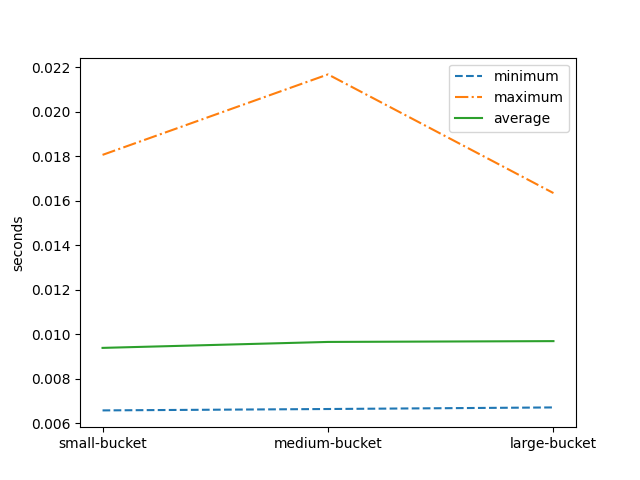 0.022
0.020
0.018
0.016
0.014
0.012
0.010
0.008
0.006
seconds
small-bucket
medium-bucket
large-bucket
minimum
maximum
average